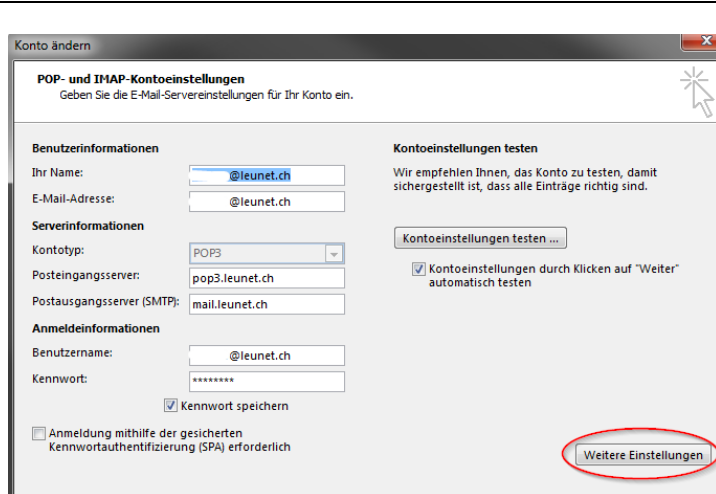 Konto ändern
POP- und IMAP-Kontoeinstellungen
Geben Sie die E-Mail-Servereinstellungen für Ihr Konto ein.
Benutzerinformationen
Ihr Name:
@leunet.ch
E-Mail-Adresse:
@leunet.ch
Serverinformationen
Kontotyp:
POP3
Posteingangsserver:
pop3.leunet.ch
Postausgangsserver (SMTP):
mail.leunet.ch
Anmeldeinformationen
Benutzername:
@leunet.ch
Kennwort:
********
Kennwort speichern
Anmeldung mithilfe der gesicherten
Kennwortauthentifizierung (SPA) erforderlich
Kontoeinstellungen testen
Wir empfehlen Ihnen, das Konto zu testen, damit
sichergestellt ist, dass alle Einträge richtig sind.
Kontoeinstellungen testen ...
Kontoeinstellungen durch Klicken auf "Weiter"
automatisch testen
Weitere Einstellungen